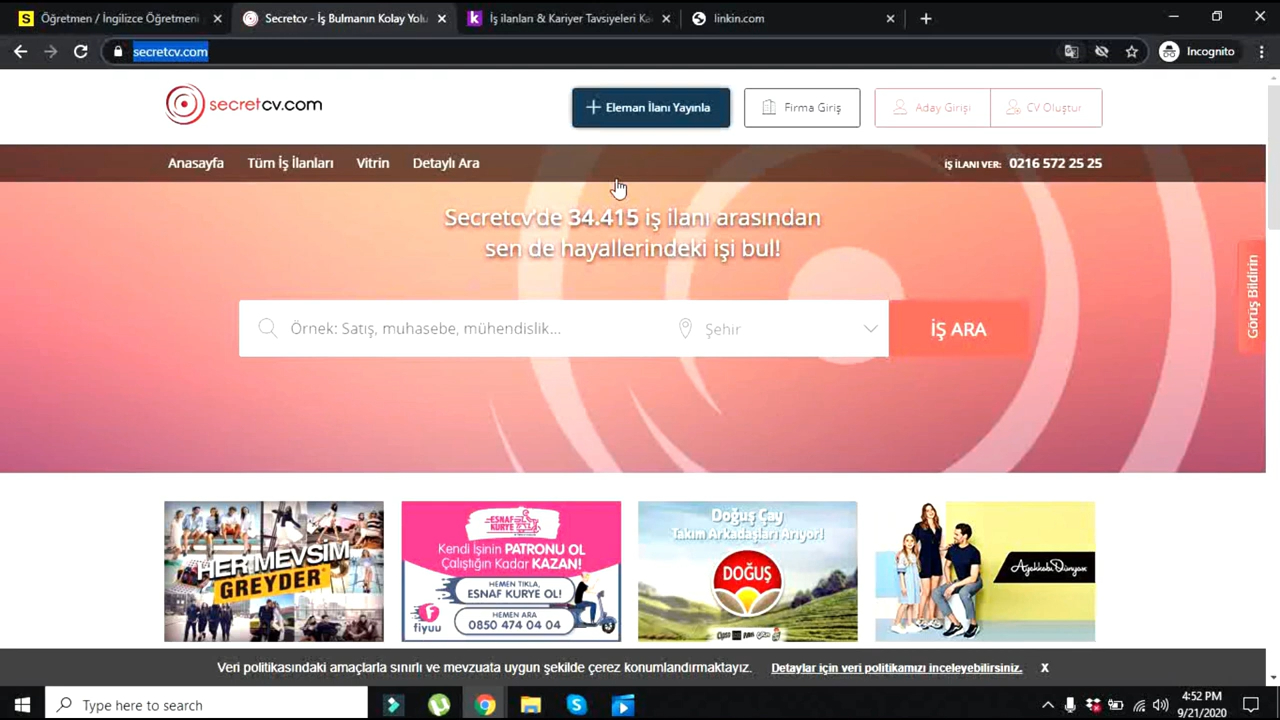 Öğretmen / İngilizce Öğretmeni
Secretcv - İş Bulmanın Kolay Yolu
k
İş ilanları & Kariyer Tavsiyeleri Ka
linkin.com
secretcv.com
Incognito
secretcv.com
Eleman İlanı Yayınla
Firma Giriş
Aday Girişi
CV Oluştur
Anasayfa
Tüm İş İlanları
Vitrin
Detaylı Ara
İŞ İLANI VER: 0216 572 25 25
Secretcv'de 34.415 iş ilanı arasından
sen de hayallerindeki işi bul!
Görüş Bildirin
Örnek: Satış, muhasebe, mühendislik...
Şehir
İŞ ARA
HER MEVSİM
GREYDER
ESNAF
KURYE
Kendi İşinin PATRONU OL
Çalıştığın Kadar KAZAN!
HEMEN TIKLA,
ESNAF KURYE OL!
HEMEN ARA
0850 474 04 04
fiyuu
Doğuş Çay
Takım Arkadaşları Arıyor!
DOĞUŞ
Ayakkabı Dünyası
Veri politikasındaki amaçlarla sınırlı ve mevzuata uygun şekilde çerez konumlandırmaktayız.
Detaylar için veri politikamızı inceleyebilirsiniz.
X
Type here to search
4:52 PM
9/21/2020